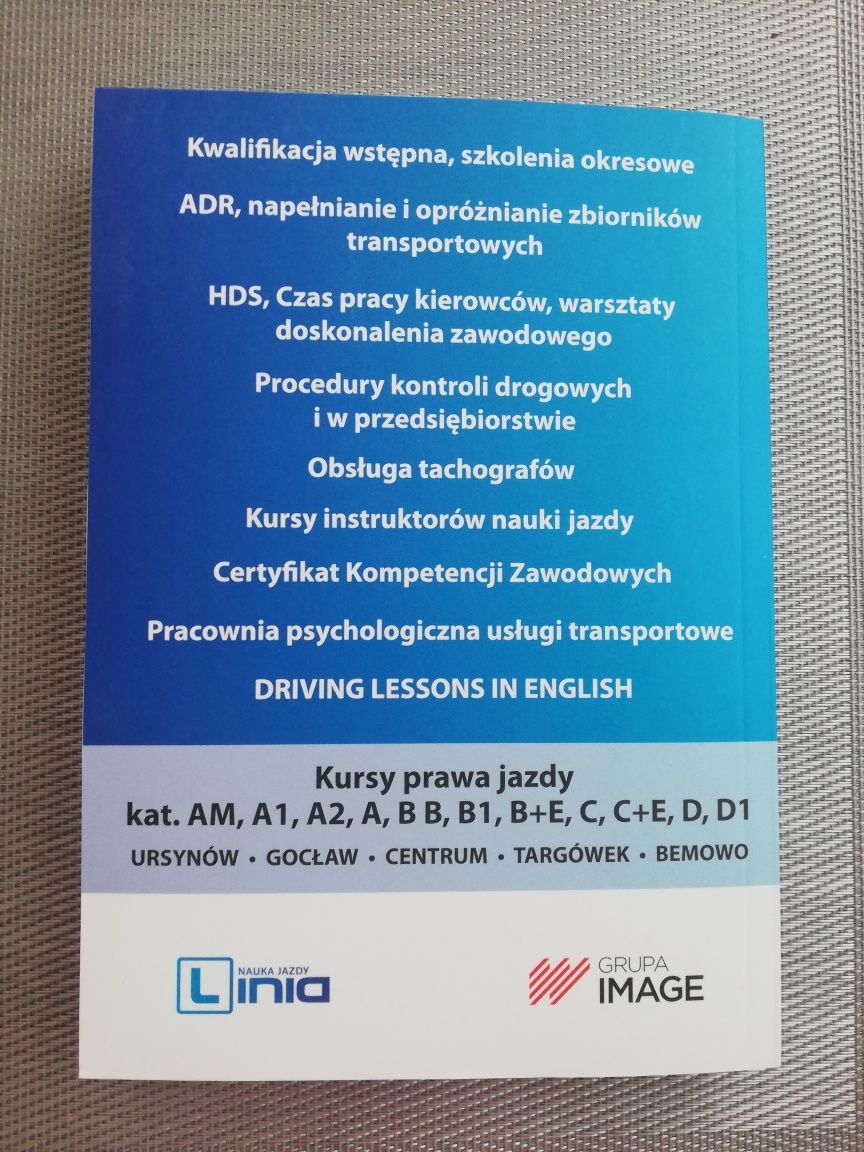 Kwalifikacja wstępna, szkolenia okresowe
ADR, napełnianie i opróżnianie zbiorników
transportowych
HDS, Czas pracy kierowców, warsztaty
doskonalenia zawodowego
Procedury kontroli drogowych
i w przedsiębiorstwie
Obsługa tachografów
Kursy instruktorów nauki jazdy
Certyfikat Kompetencji Zawodowych
Pracownia psychologiczna usługi transportowe
DRIVING LESSONS IN ENGLISH
Kursy prawa jazdy
kat. AM, A1, A2, A, B B, B1, B+E, C, C+E, D, D1
URSYNÓW • GOCŁAW • CENTRUM • TARGÓWEK • BEMOWO
NAUKA JAZDY
Linia
GRUPA
IMAGE